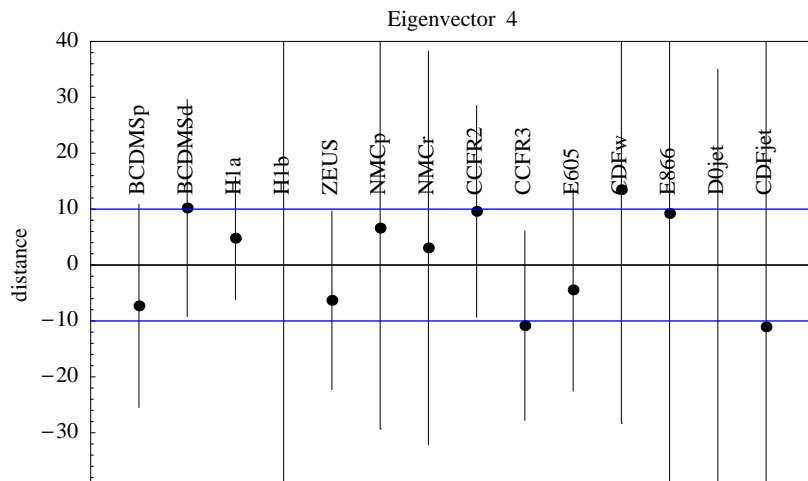 Eigenvector 4
40
30
20
10
0
−10
−20
−30
distance
BCDMSp
BCDMSd
H1a
H1b
ZEUS
NMCp
NMCr
CCFR2
CCFR3
E605
CDFw
E866
D0jet
CDFjet